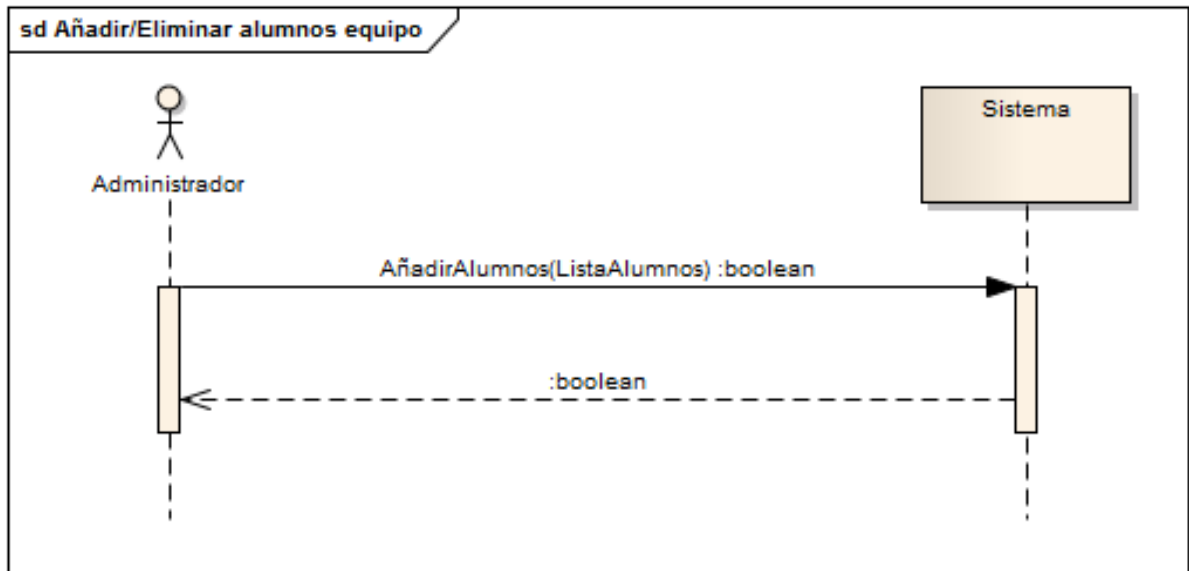 sd Añadir/Eliminar alumnos equipo
Sistema
Administrador
AñadirAlumnos(ListaAlumnos) :boolean
:boolean